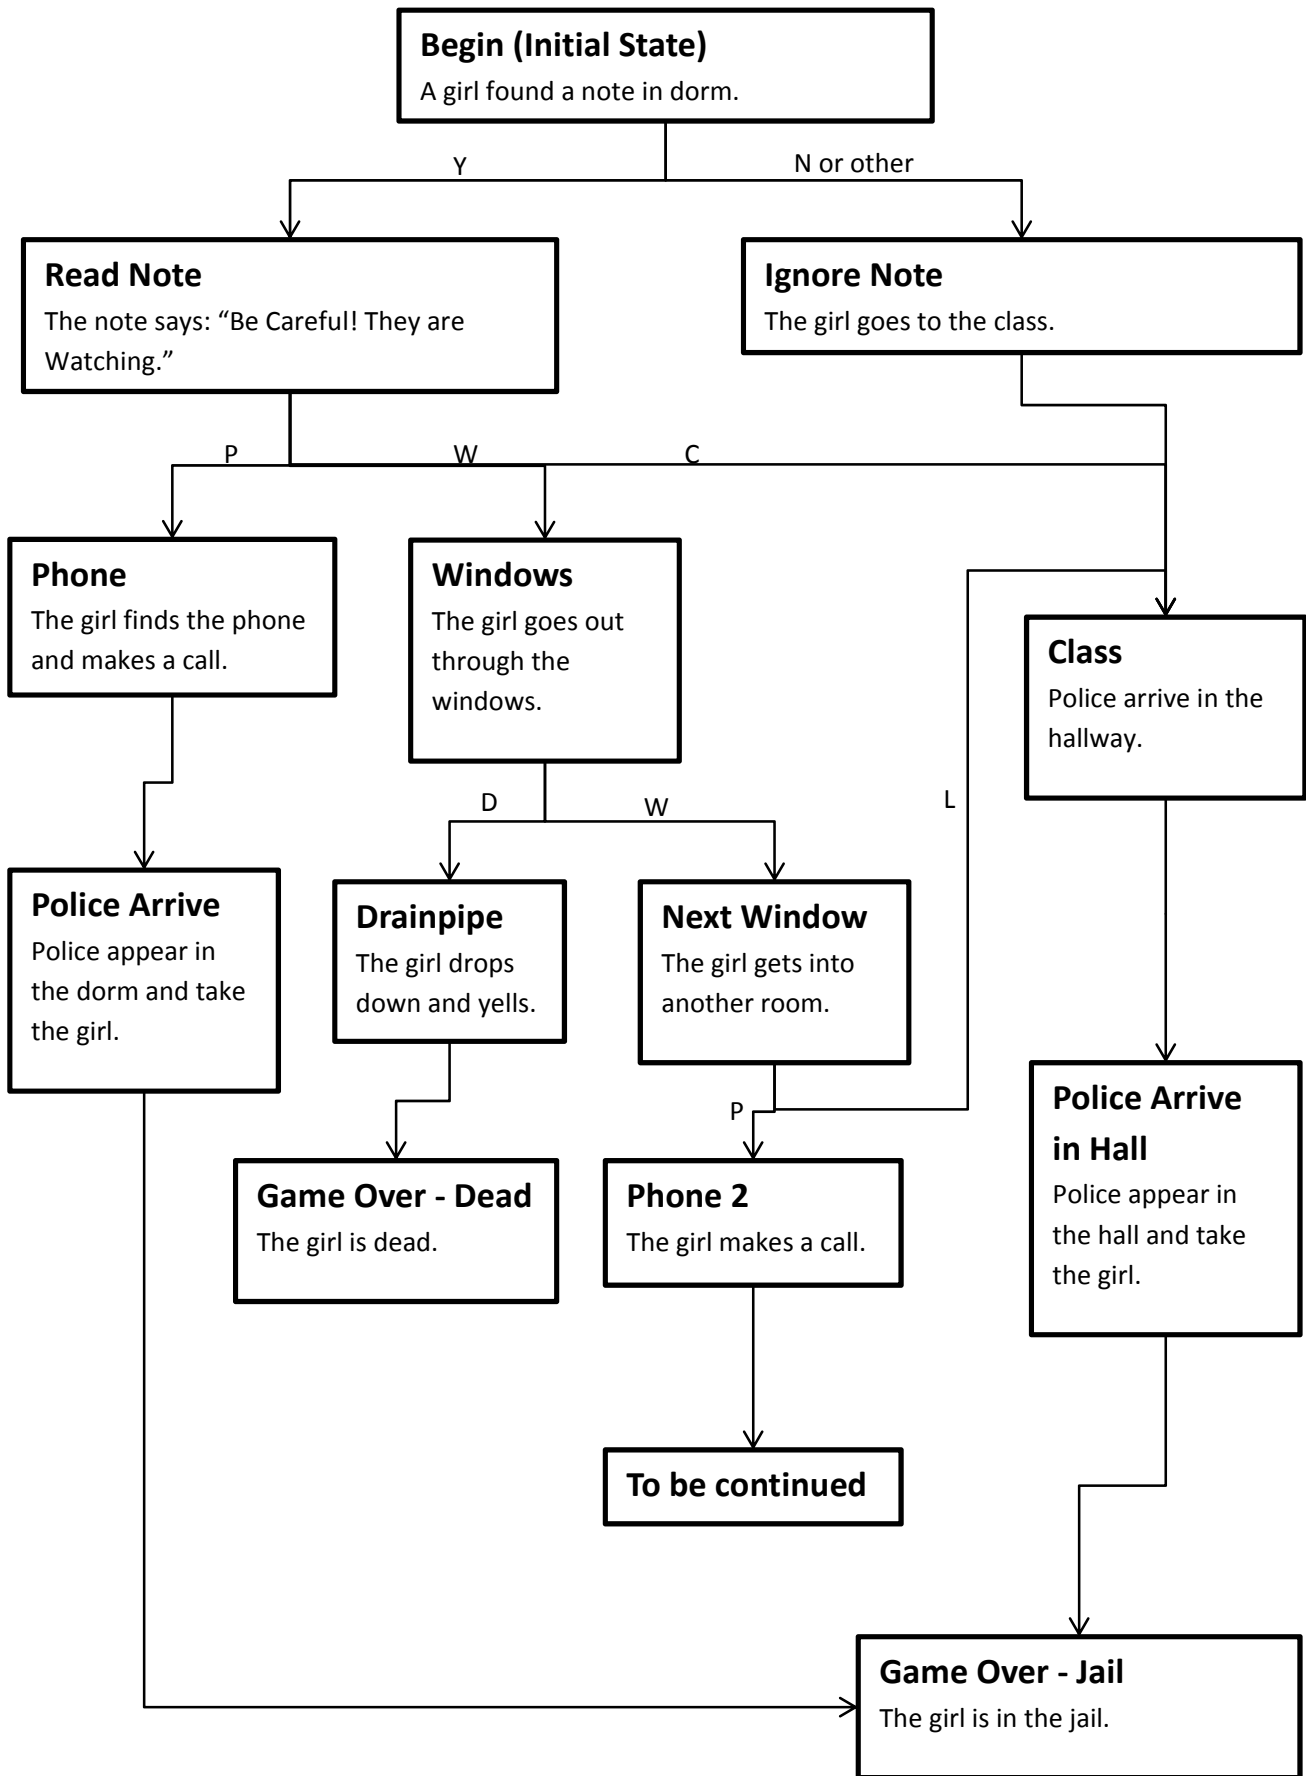 Begin (Initial State)
A girl found a note in dorm.
Y
N or other
Read Note
The note says: “Be Careful! They are
Watching.”
Ignore Note
The girl goes to the class.
P
W
C
Phone
The girl finds the phone
and makes a call.
Windows
The girl goes out
through the
windows.
Class
Police arrive in the
hallway.
D
W
L
Police Arrive
Police appear in
the dorm and take
the girl.
Drainpipe
The girl drops
down and yells.
Next Window
The girl gets into
another room.
P
Police Arrive
in Hall
Police appear in
the hall and take
the girl.
Game Over - Dead
The girl is dead.
Phone 2
The girl makes a call.
To be continued
Game Over - Jail
The girl is in the jail.